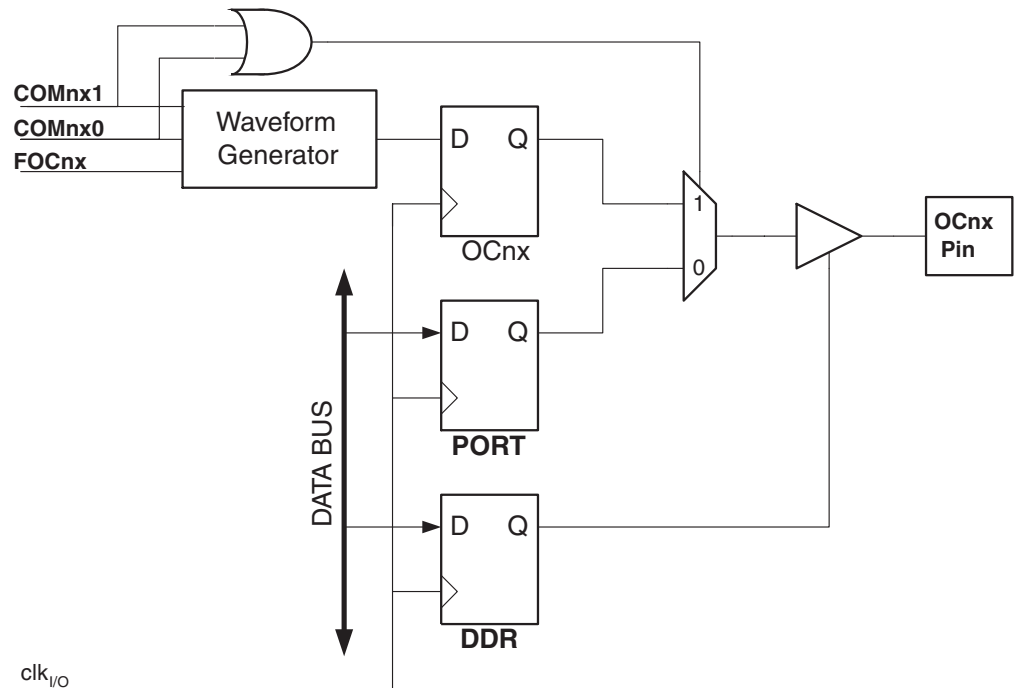 COMnx1
COMnx0
FOCnx
Waveform
Generator
D Q
OCnx
1
0
OCnx
Pin
D Q
PORT
DATA BUS
D Q
DDR
clkI/O